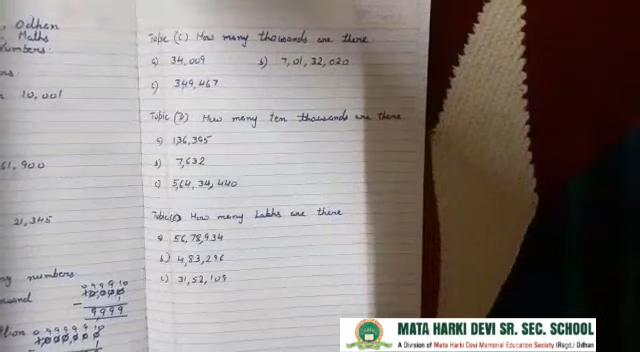 , Odhan
Maths
Numbers.
10,001
61,900
21,345
ny numbers
9999
Topic (C) How many thousands are there
a) 34,009 b) 7,01,32,020
c) 349,467
Topic (D) How many Ten thousands are there
a) 136,395
b) 7,632
c) 5,64,34,440
How many Lakhs are there
a) 56,78,934
b) 4,83,296
c) 31,52,109
MATA HARKI DEVI SR. SEC. SCHOOL
A Division of Mata Harki Devi Memorial Education Society (Regd.) Odhan